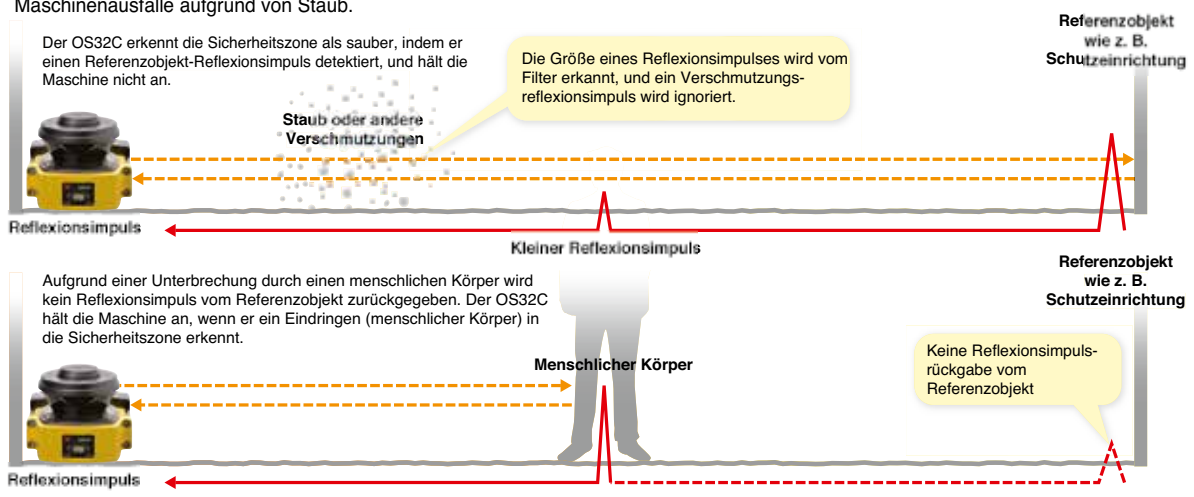 Maschinenausfälle aufgrund von Staub.
Der OS32C erkennt die Sicherheitszone als sauber, indem er
einen Referenzobjekt-Reflexionsimpuls detektiert, und hält die
Maschine nicht an.
Die Größe eines Reflexionsimpulses wird vom
Filter erkannt, und ein Verschmutzungs-
reflexionsimpuls wird ignoriert.
Referenzobjekt
wie z. B.
Schutzeinrichtung
Staub oder andere
Verschmutzungen
Reflexionsimpuls
Kleiner Reflexionsimpuls
Aufgrund einer Unterbrechung durch einen menschlichen Körper wird
kein Reflexionsimpuls vom Referenzobjekt zurückgegeben. Der OS32C
hält die Maschine an, wenn er ein Eindringen (menschlicher Körper) in
die Sicherheitszone erkennt.
Referenzobjekt
wie z. B.
Schutzeinrichtung
Menschlicher Körper
Keine Reflexionsimpuls-
rückgabe vom
Referenzobjekt
Reflexionsimpuls